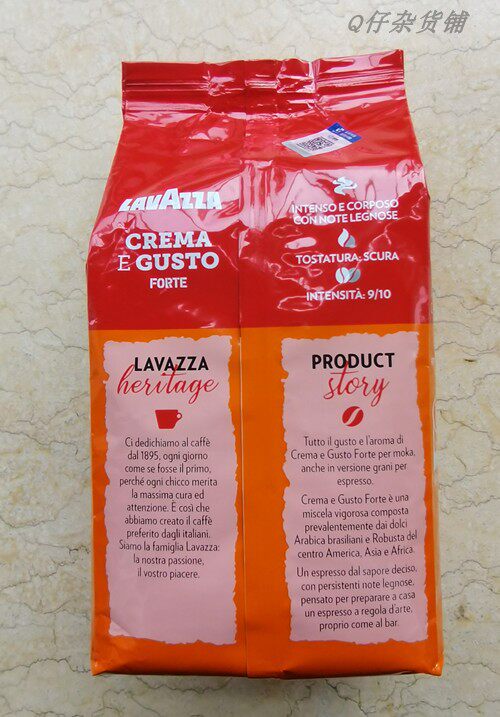 Q仔杂货铺
LAVAZZA
CREMA
E GUSTO
FORTE
INTENSO E CORPOSO
CON NOTE LEGNOSE
TOSTATURA: SCURA
INTENSITÀ: 9/10
LAVAZZA
heritage
Ci dedichiamo al caffè
dal 1895, ogni giorno
come se fosse il primo,
perché ogni chicco merita
la massima cura ed
attenzione. È così che
abbiamo creato il caffè
preferito dagli italiani.
Siamo la famiglia Lavazza:
la nostra passione,
il vostro piacere.
PRODUCT
story
Tutto il gusto e l'aroma di
Crema e Gusto Forte per moka,
anche in versione grani per
espresso.
Crema e Gusto Forte è una
miscela vigorosa composta
prevalentemente dai dolci
Arabica brasiliani e Robusta del
centro America, Asia e Africa.
Un espresso dal sapore deciso,
con persistenti note legnose,
pensato per preparare a casa
un espresso a regola d'arte,
proprio come al bar.